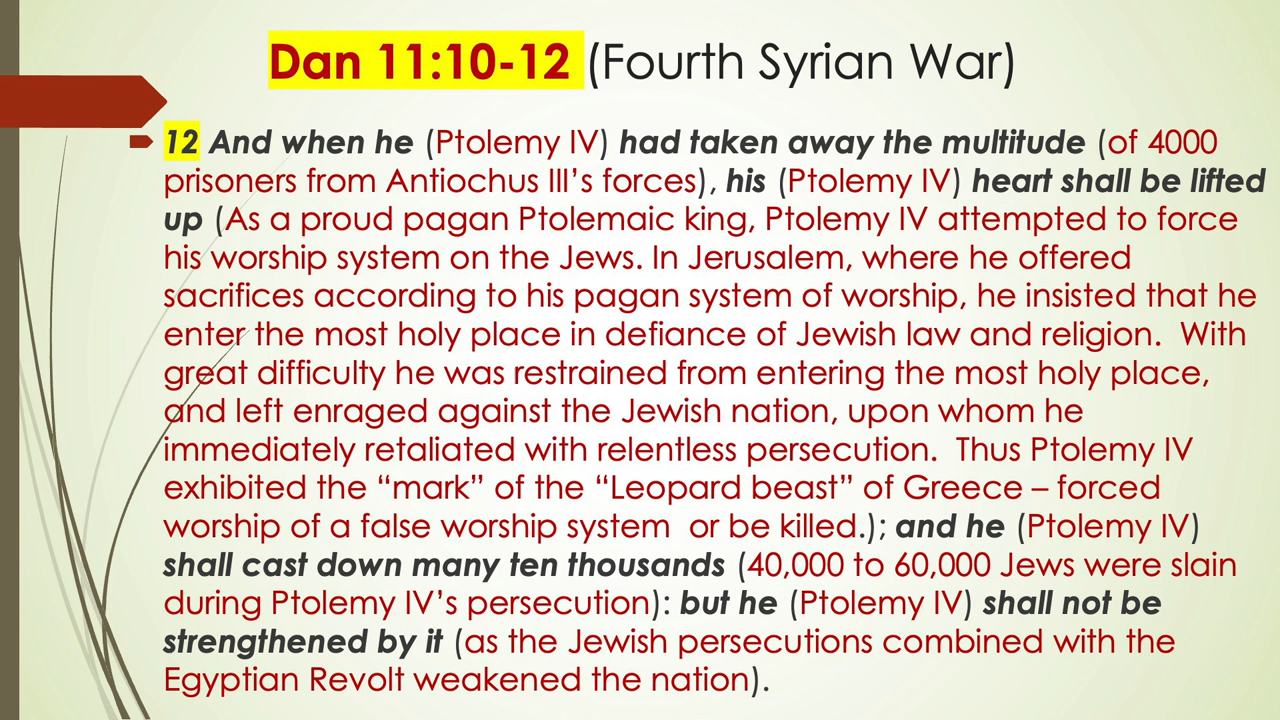 Dan 11:10-12 (Fourth Syrian War)
12 And when he (Ptolemy IV) had taken away the multitude (of 4000
prisoners from Antiochus III’s forces), his (Ptolemy IV) heart shall be lifted
up (As a proud pagan Ptolemaic king, Ptolemy IV attempted to force
his worship system on the Jews. In Jerusalem, where he offered
sacrifices according to his pagan system of worship, he insisted that he
enter the most holy place in defiance of Jewish law and religion.  With
great difficulty he was restrained from entering the most holy place,
and left enraged against the Jewish nation, upon whom he
immediately retaliated with relentless persecution.  Thus Ptolemy IV
exhibited the “mark” of the “Leopard beast” of Greece – forced
worship of a false worship system  or be killed.); and he (Ptolemy IV)
shall cast down many ten thousands (40,000 to 60,000 Jews were slain
during Ptolemy IV’s persecution): but he (Ptolemy IV) shall not be
strengthened by it (as the Jewish persecutions combined with the
Egyptian Revolt weakened the nation).